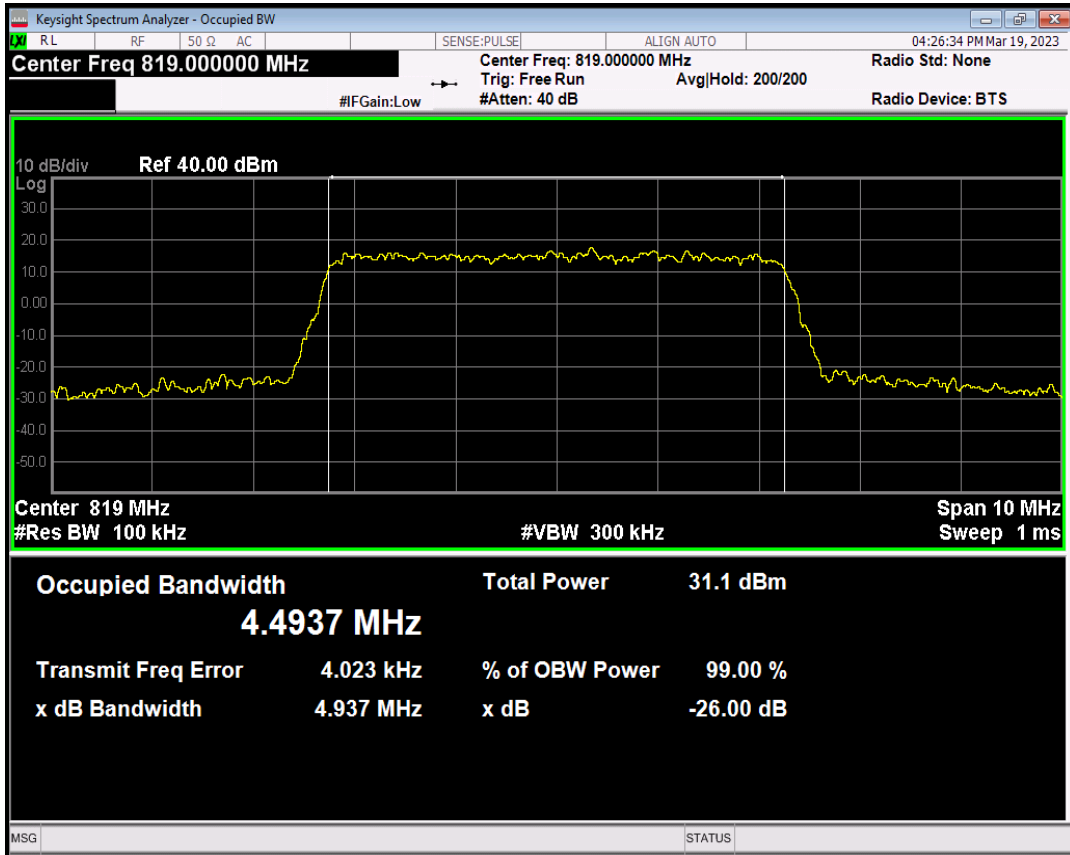 Keysight Spectrum Analyzer - Occupied BW
LXI RL RF 50 Ω AC SENSE:PULSE ALIGN AUTO 04:26:34 PM Mar 19, 2023
Center Freq 819.000000 MHz Center Freq: 819.000000 MHz Radio Std: None
Trig: Free Run Avg|Hold: 200/200
#IFGain:Low #Atten: 40 dB Radio Device: BTS
10 dB/div Ref 40.00 dBm
Log
30.0
20.0
10.0
0.00
-10.0
-20.0
-30.0
-40.0
-50.0
Center 819 MHz Span 10 MHz
#Res BW 100 kHz #VBW 300 kHz Sweep 1 ms
Occupied Bandwidth Total Power 31.1 dBm
4.4937 MHz
Transmit Freq Error 4.023 kHz % of OBW Power 99.00 %
x dB Bandwidth 4.937 MHz x dB -26.00 dB
MSG STATUS